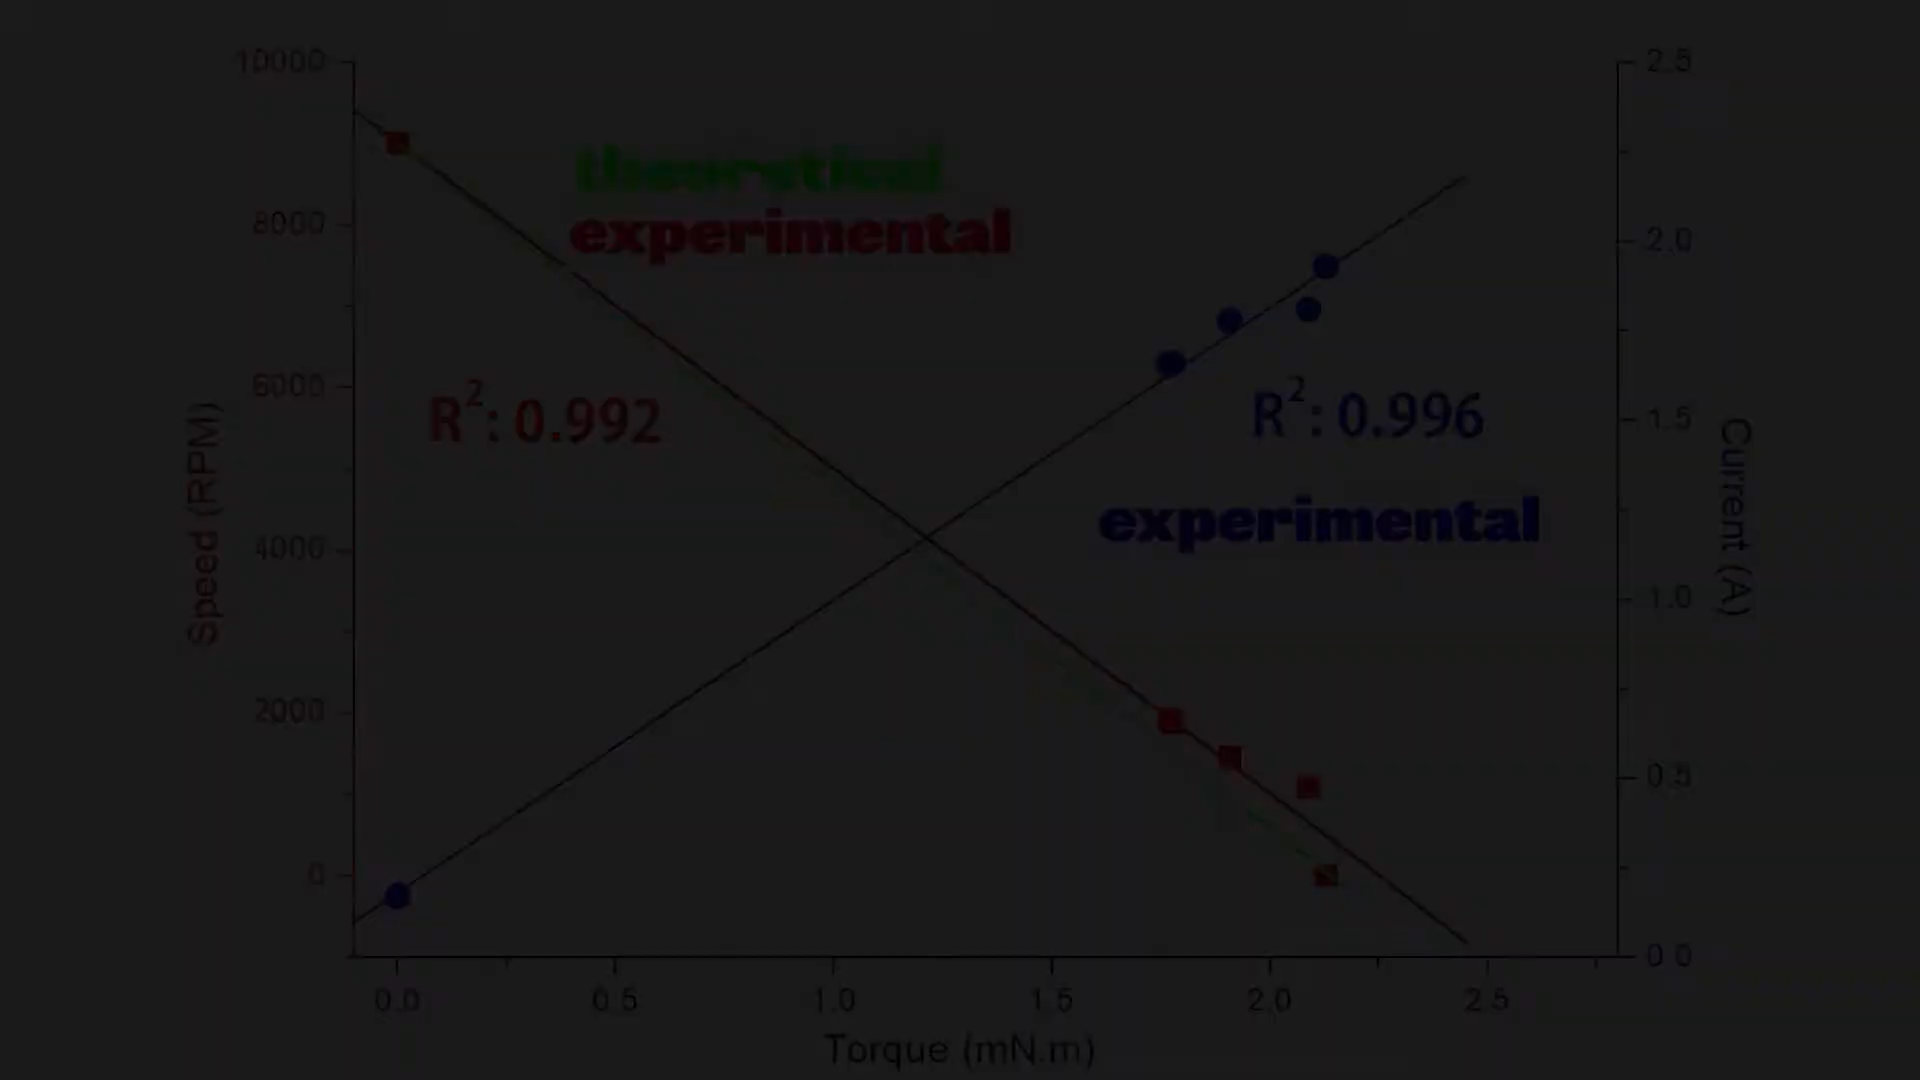 10000
8000
6000
4000
2000
0
Speed (RPM)
theoretical
experimental
R²: 0.992
R²: 0.996
experimental
2.5
2.0
1.5
1.0
0.5
0.0
Current (A)
0.0
0.5
1.0
1.5
2.0
2.5
Torque (mN.m)